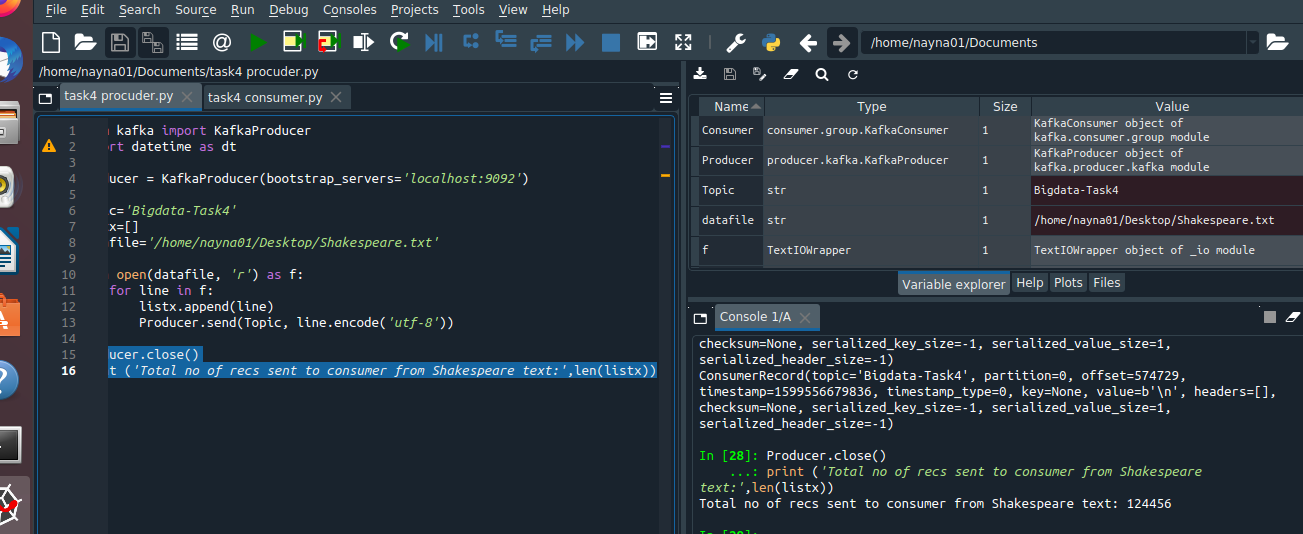 File Edit Search Source Run Debug Consoles Projects Tools View Help
/home/nayna01/Documents
/home/nayna01/Documents/task4 procuder.py
task4 procuder.py
task4 consumer.py
1 kafka import KafkaProducer
2 rt datetime as dt
3
4 ucer = KafkaProducer(bootstrap_servers='localhost:9092')
5
6 c='Bigdata-Task4'
7 x=[]
8 file='/home/nayna01/Desktop/Shakespeare.txt'
9
10 open(datafile, 'r') as f:
11 for line in f:
12 listx.append(line)
13 Producer.send(Topic, line.encode('utf-8'))
14
15 ucer.close()
16 t ('Total no of recs sent to consumer from Shakespeare text:',len(listx))
Name Type Size Value
Consumer consumer.group.KafkaConsumer 1 KafkaConsumer object of
kafka.consumer.group module
Producer producer.kafka.KafkaProducer 1 KafkaProducer object of
kafka.producer.kafka module
Topic str 1 Bigdata-Task4
datafile str 1 /home/nayna01/Desktop/Shakespeare.txt
f TextIOWrapper 1 TextIOWrapper object of _io module
Variable explorer Help Plots Files
Console 1/A
checksum=None, serialized_key_size=-1, serialized_value_size=1,
serialized_header_size=-1)
ConsumerRecord(topic='Bigdata-Task4', partition=0, offset=574729,
timestamp=1599556679836, timestamp_type=0, key=None, value=b'\n', headers=[],
checksum=None, serialized_key_size=-1, serialized_value_size=1,
serialized_header_size=-1)
In [28]: Producer.close()
...: print ('Total no of recs sent to consumer from Shakespeare
text:',len(listx))
Total no of recs sent to consumer from Shakespeare text: 124456